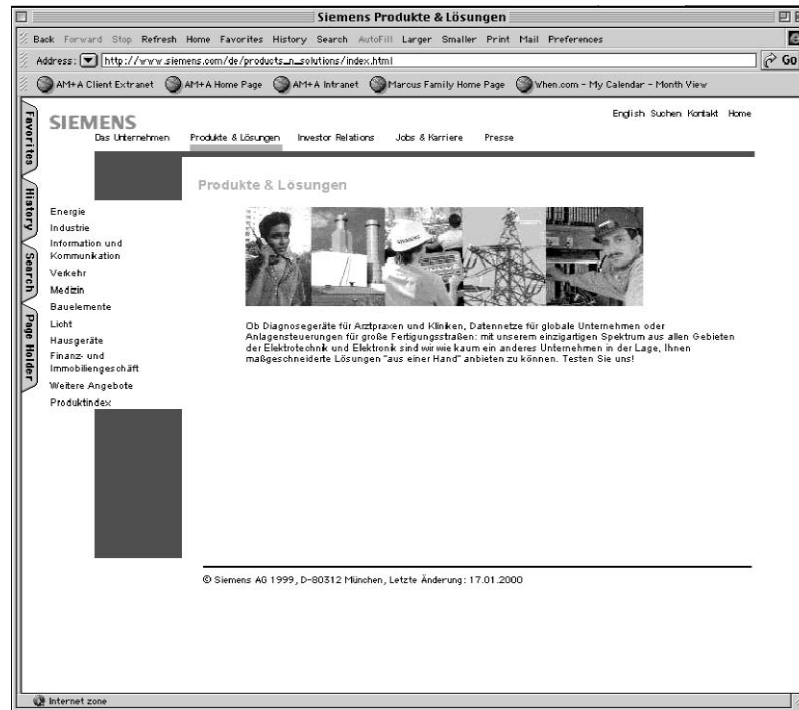 Siemens Produkte & Lösungen
Back Forward Stop Refresh Home Favorites History Search AutoFill Larger Smaller Print Mail Preferences
Address: http://www.siemens.com/de/products_n_solutions/index.html Go
AM+A Client Extranet AM+A Home Page AM+A Intranet Marcus Family Home Page When.com - My Calendar - Month View
Favorites
History
Search
Page Holder
English Suchen Kontakt Home
SIEMENS
Das Unternehmen Produkte & Lösungen Investor Relations Jobs & Karriere Presse
Produkte & Lösungen
Energie
Industrie
Information und
Kommunikation
Verkehr
Medizin
Bauelemente
Licht
Hausgeräte
Finanz- und
Immobiliengeschäft
Weitere Angebote
Produktindex
SIEMENS
Ob Diagnosegeräte für Arztpraxen und Kliniken, Datennetze für globale Unternehmen oder
Anlagensteuerungen für große Fertigungsstraßen: mit unserem einzigartigen Spektrum aus allen Gebieten
der Elektrotechnik und Elektronik sind wir wie kaum ein anderes Unternehmen in der Lage, Ihnen
maßgeschneiderte Lösungen "aus einer Hand" anbieten zu können. Testen Sie uns!
© Siemens AG 1999, D-80312 München, Letzte Änderung: 17.01.2000
Internet zone